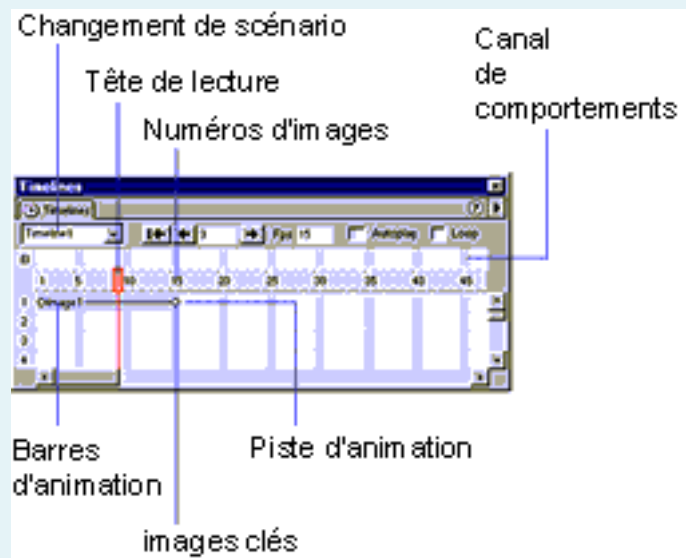 Changement de scénario
Canal
de
comportements
Tête de lecture
Numéros d'images
Timelines
Timelines
Timeline1
Fps 15 Autoplay Loop
B
1 5 10 15 20 25 30 35 40 45
1
2
3
4
Barres
d'animation
Piste d'animation
images clés